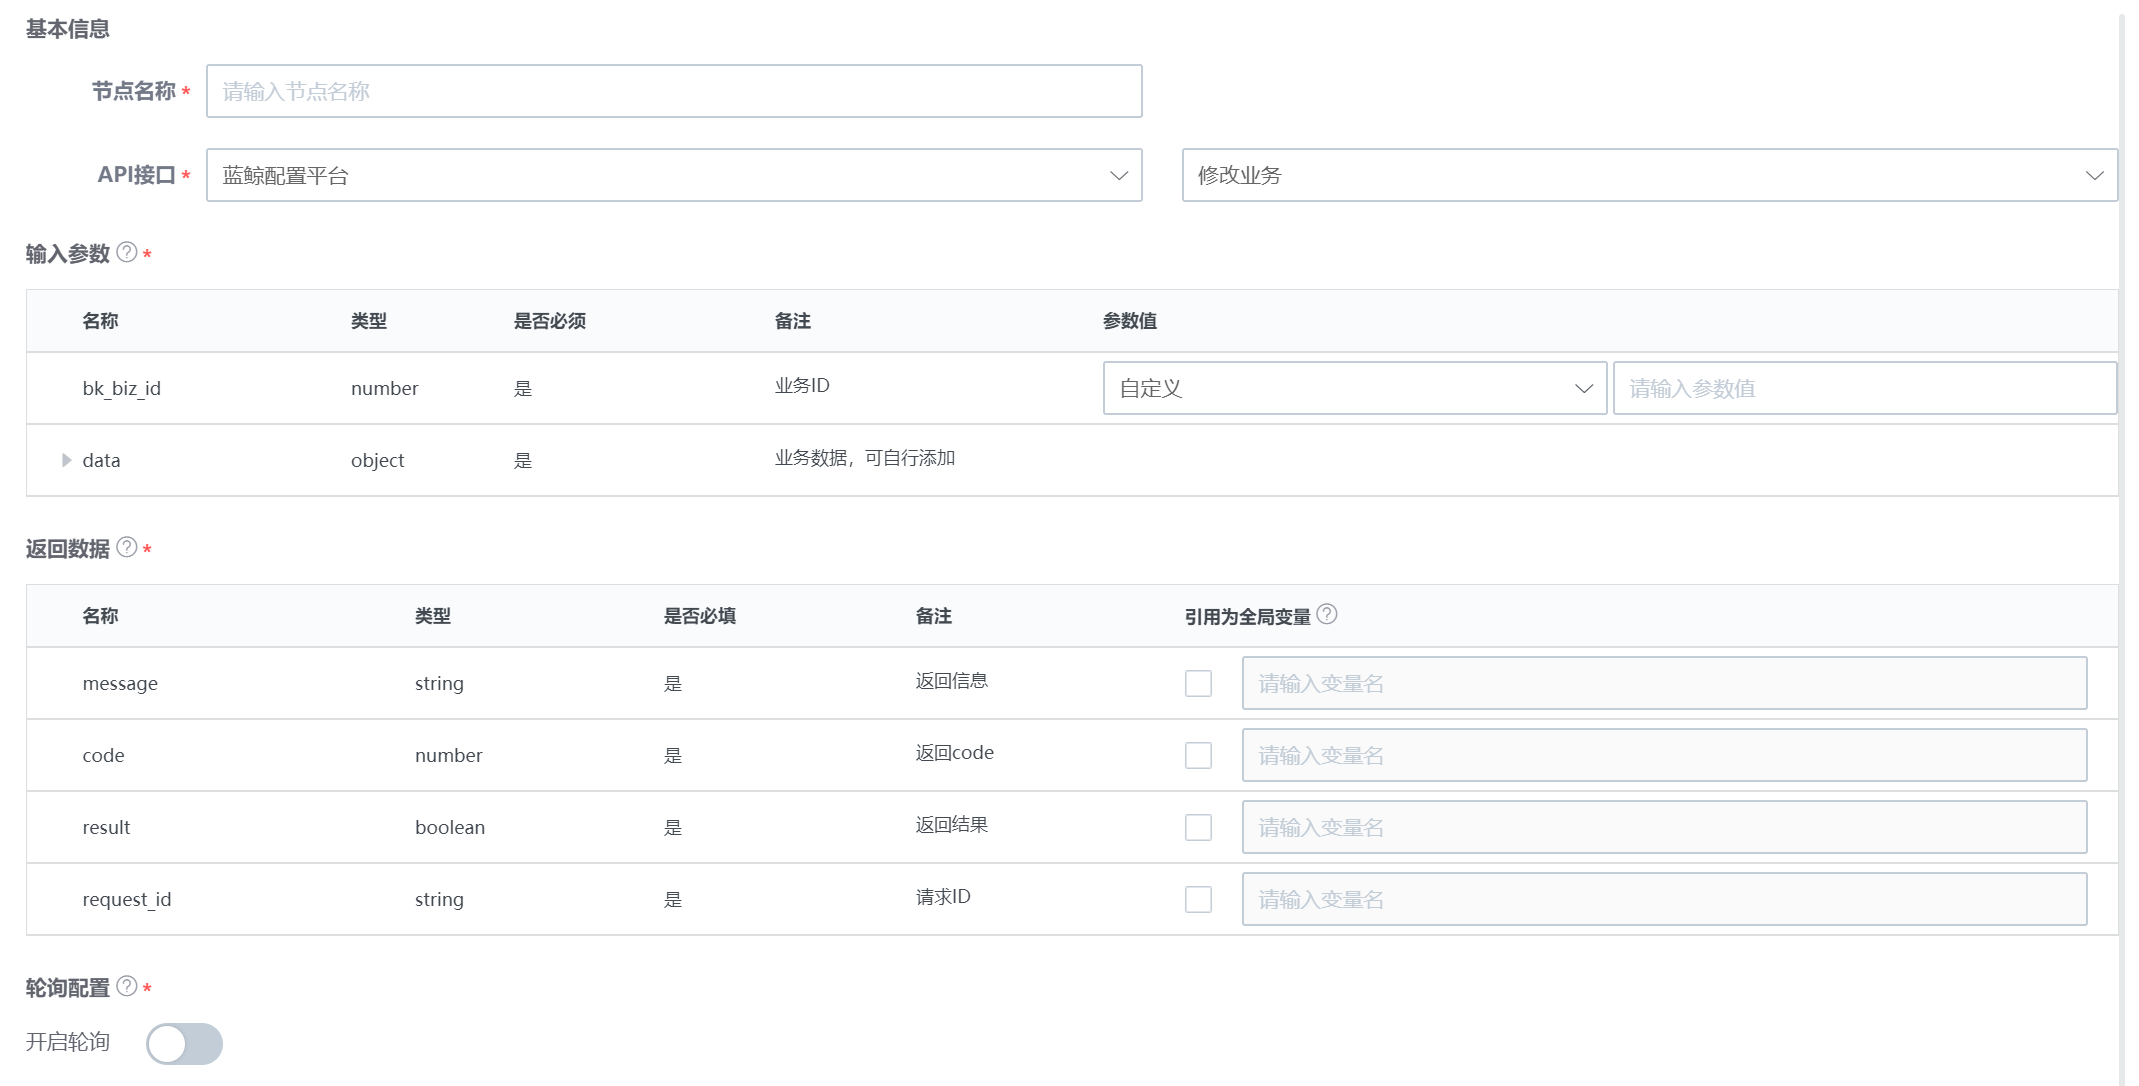 基本信息
节点名称 * 请输入节点名称
API接口 * 蓝鲸配置平台 修改业务
输入参数 ? *
名称 类型 是否必须 备注 参数值
bk_biz_id number 是 业务ID 自定义 请输入参数值
data object 是 业务数据，可自行添加
返回数据 ? *
名称 类型 是否必填 备注 引用为全局变量 ?
message string 是 返回信息 请输入变量名
code number 是 返回code 请输入变量名
result boolean 是 返回结果 请输入变量名
request_id string 是 请求ID 请输入变量名
轮询配置 ? *
开启轮询